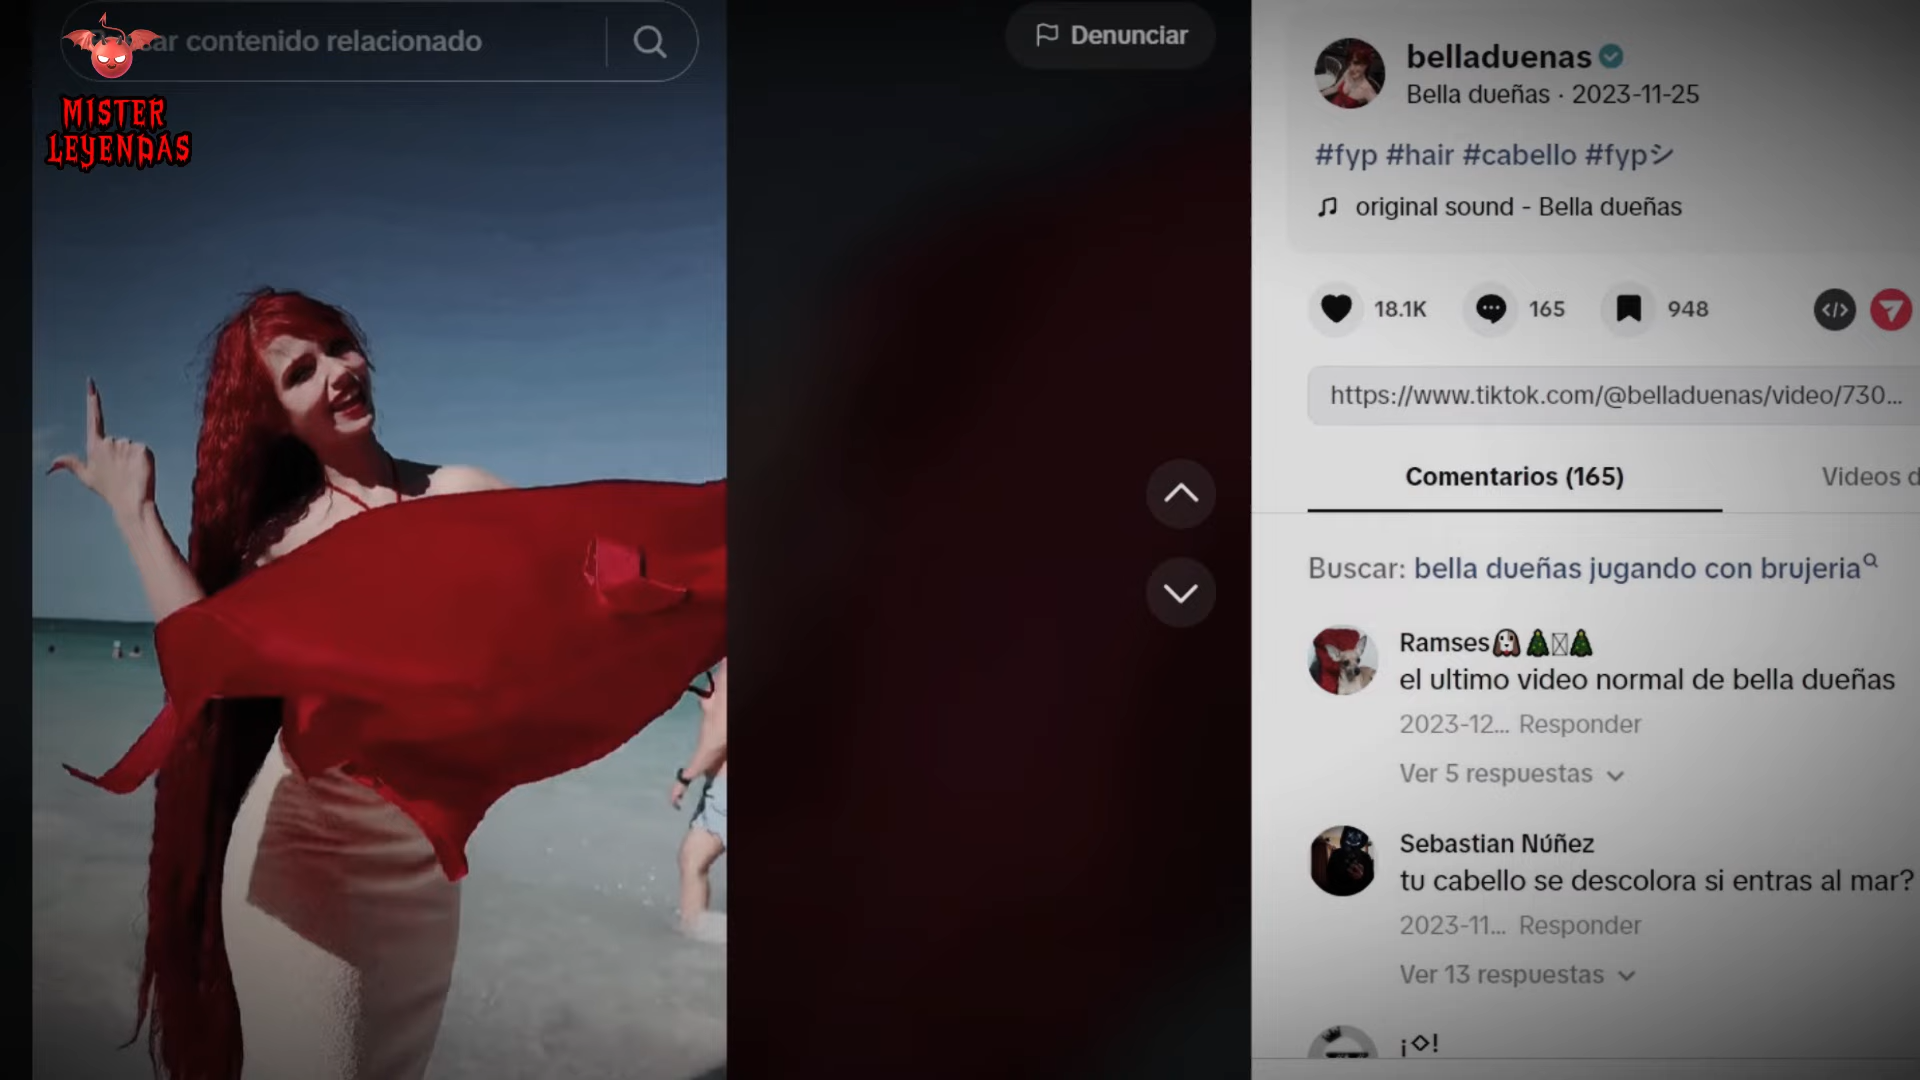 contenido relacionado
MISTER
LEYENDAS
Denunciar
belladuenas
Bella dueñas · 2023-11-25
#fyp #hair #cabello #fypシ
original sound - Bella dueñas
18.1K
165
948
https://www.tiktok.com/@belladuenas/video/730...
Comentarios (165)
Videos d
Buscar: bella dueñas jugando con brujeria
Ramses
el ultimo video normal de bella dueñas
2023-12... Responder
Ver 5 respuestas
Sebastian Núñez
tu cabello se descolora si entras al mar?
2023-11... Responder
Ver 13 respuestas
¡◇!